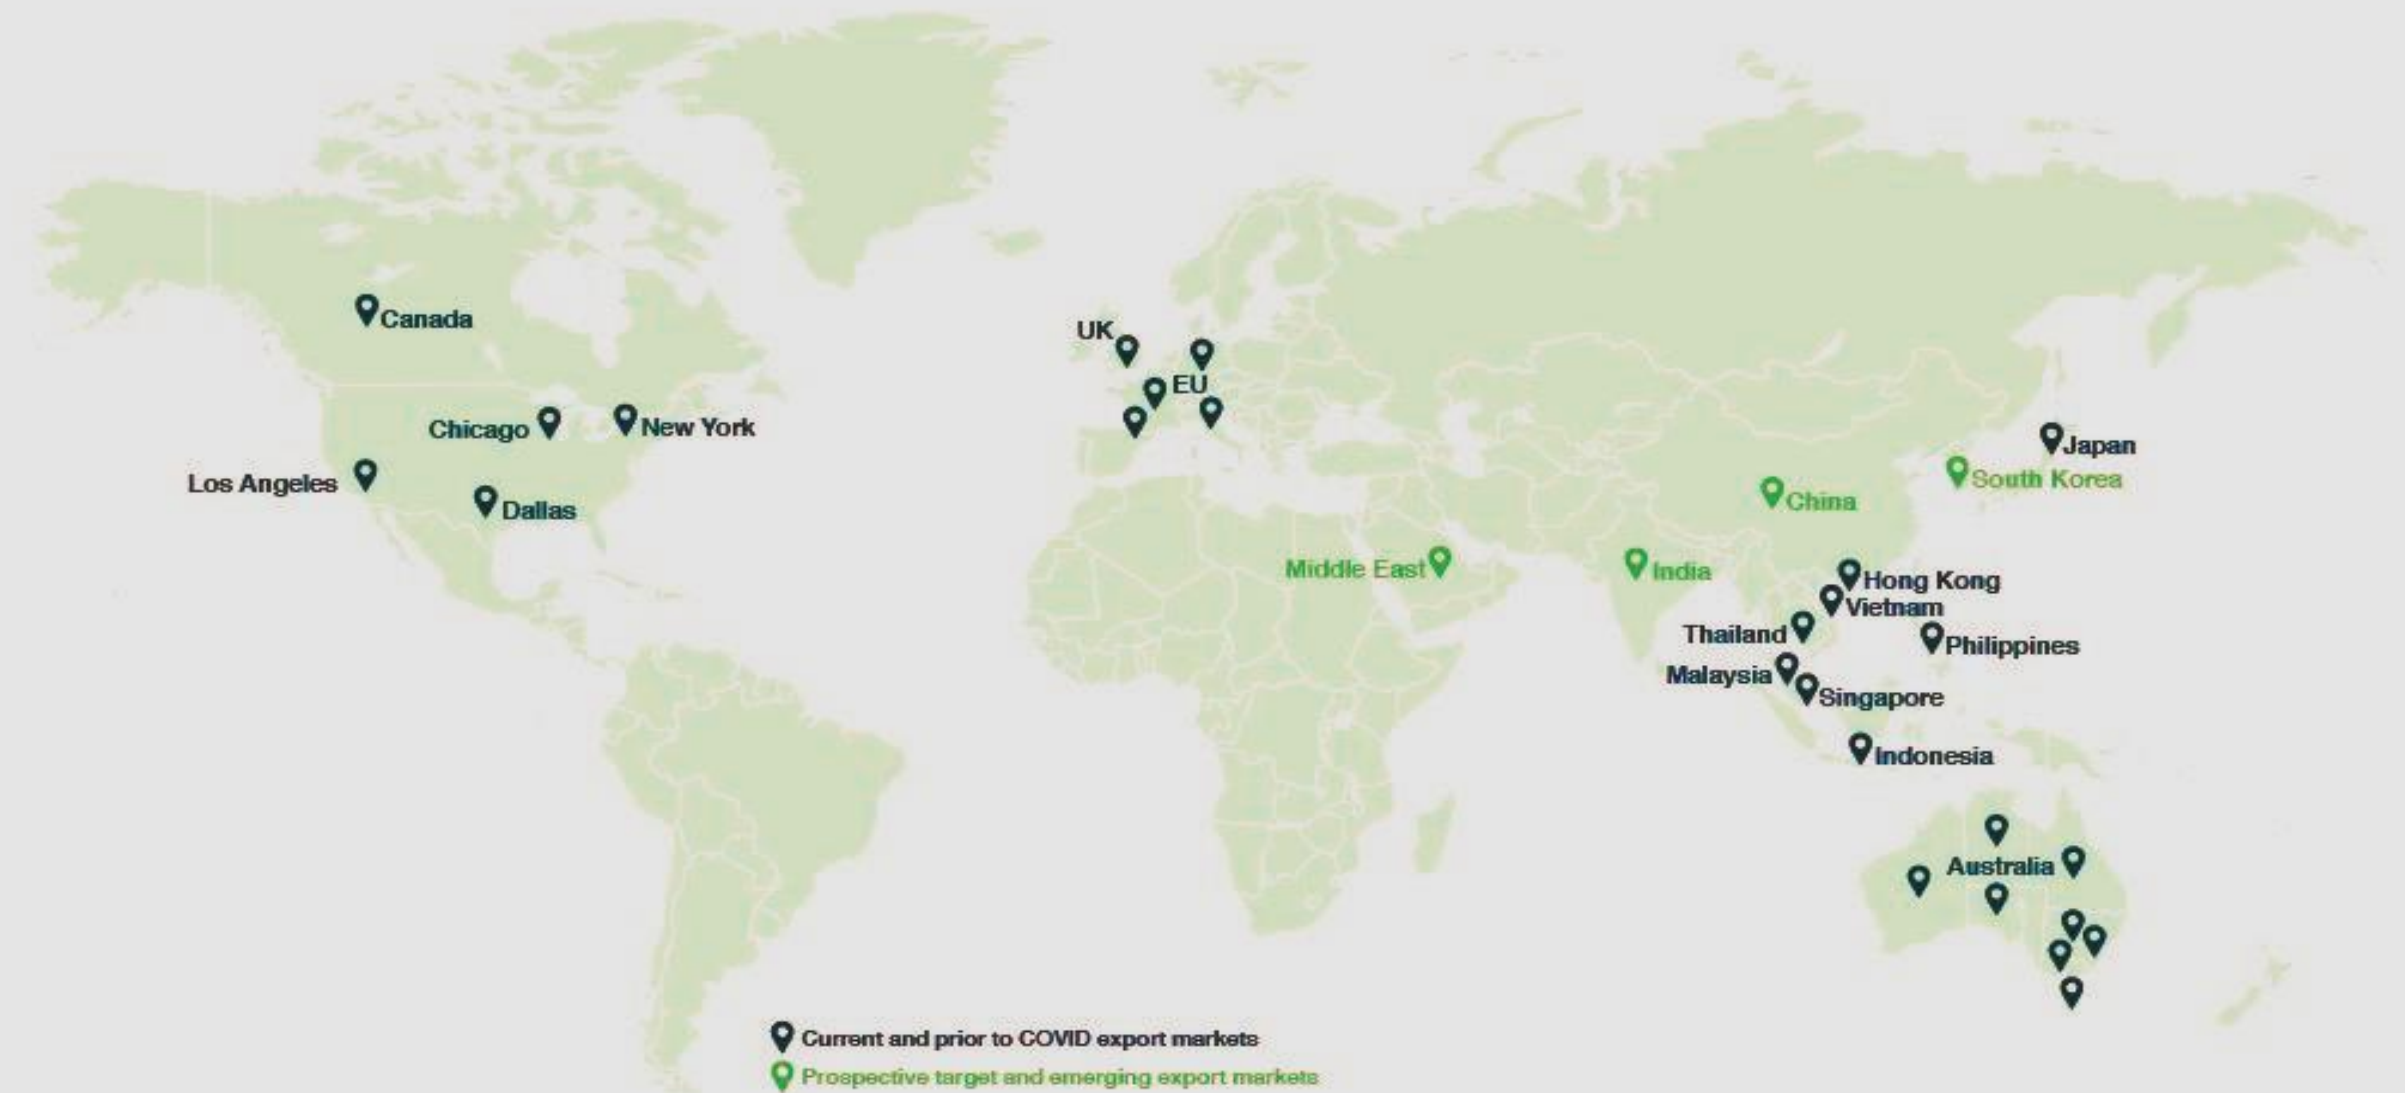 Canada
UK
EU
Chicago
New York
Los Angeles
Dallas
Japan
South Korea
China
Middle East
India
Hong Kong
Vietnam
Thailand
Philippines
Malaysia
Singapore
Indonesia
Australia
Current and prior to COVID export markets
Prospective target and emerging export markets